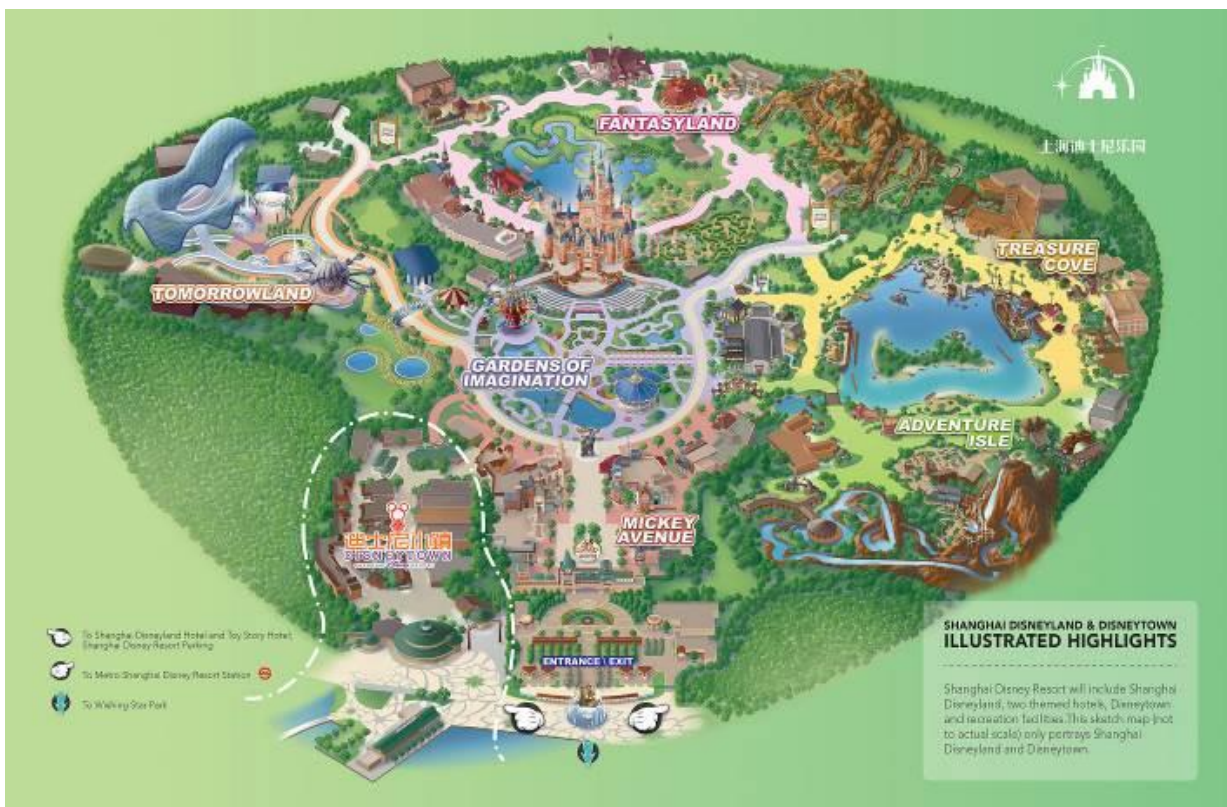 上海迪士尼乐园
FANTASYLAND
TREASURE
COVE
TOMORROWLAND
GARDENS OF
IMAGINATION
ADVENTURE
ISLE
MICKEY
AVENUE
迪士尼小镇
DISNEYTOWN
ENTRANCE \ EXIT
To Shanghai Disneyland Hotel and Toy Story Hotel,
Shanghai Disney Resort Parking
To Metro Shanghai Disney Resort Station
To Wishing Star Park
SHANGHAI DISNEYLAND & DISNEYTOWN
ILLUSTRATED HIGHLIGHTS
Shanghai Disney Resort will include Shanghai
Disneyland, two themed hotels, Disneytown
and recreation facilities. This sketch map (not
to actual scale) only portrays Shanghai
Disneyland and Disneytown.